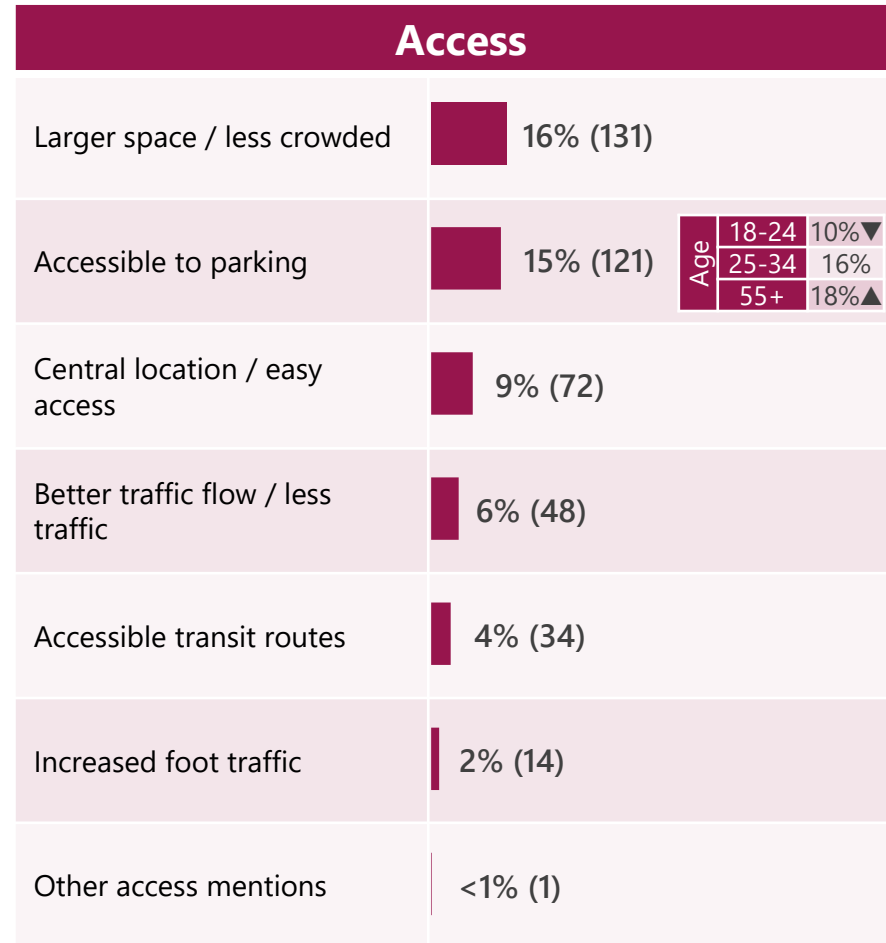 Access
Larger space / less crowded
16% (131)
Accessible to parking
15% (121)
Age
18-24 10%▼
25-34 16%
55+ 18%▲
Central location / easy
access
9% (72)
Better traffic flow / less
traffic
6% (48)
Accessible transit routes
4% (34)
Increased foot traffic
2% (14)
Other access mentions
<1% (1)